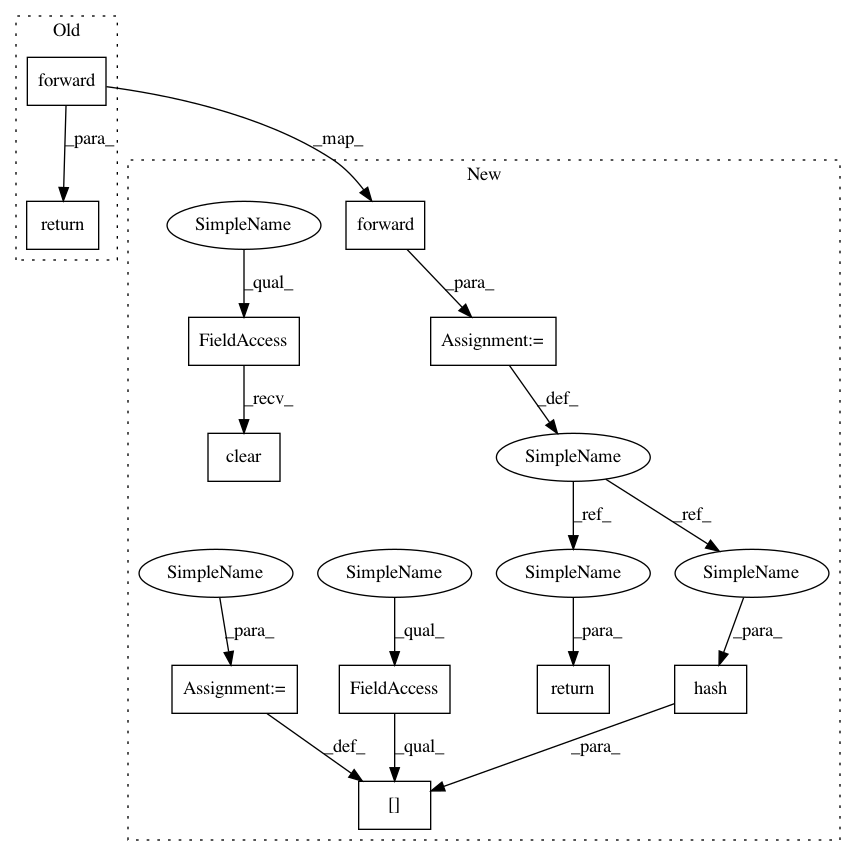 Old
forward
_para_
_map_
New
return
SimpleName
forward
_qual_
_para_
FieldAccess
Assignment:=
_recv_
_def_
clear
SimpleName
_ref_
_ref_
SimpleName
SimpleName
SimpleName
SimpleName
_para_
_qual_
_para_
_para_
Assignment:=
FieldAccess
return
hash
_def_
_qual_
_para_
[]